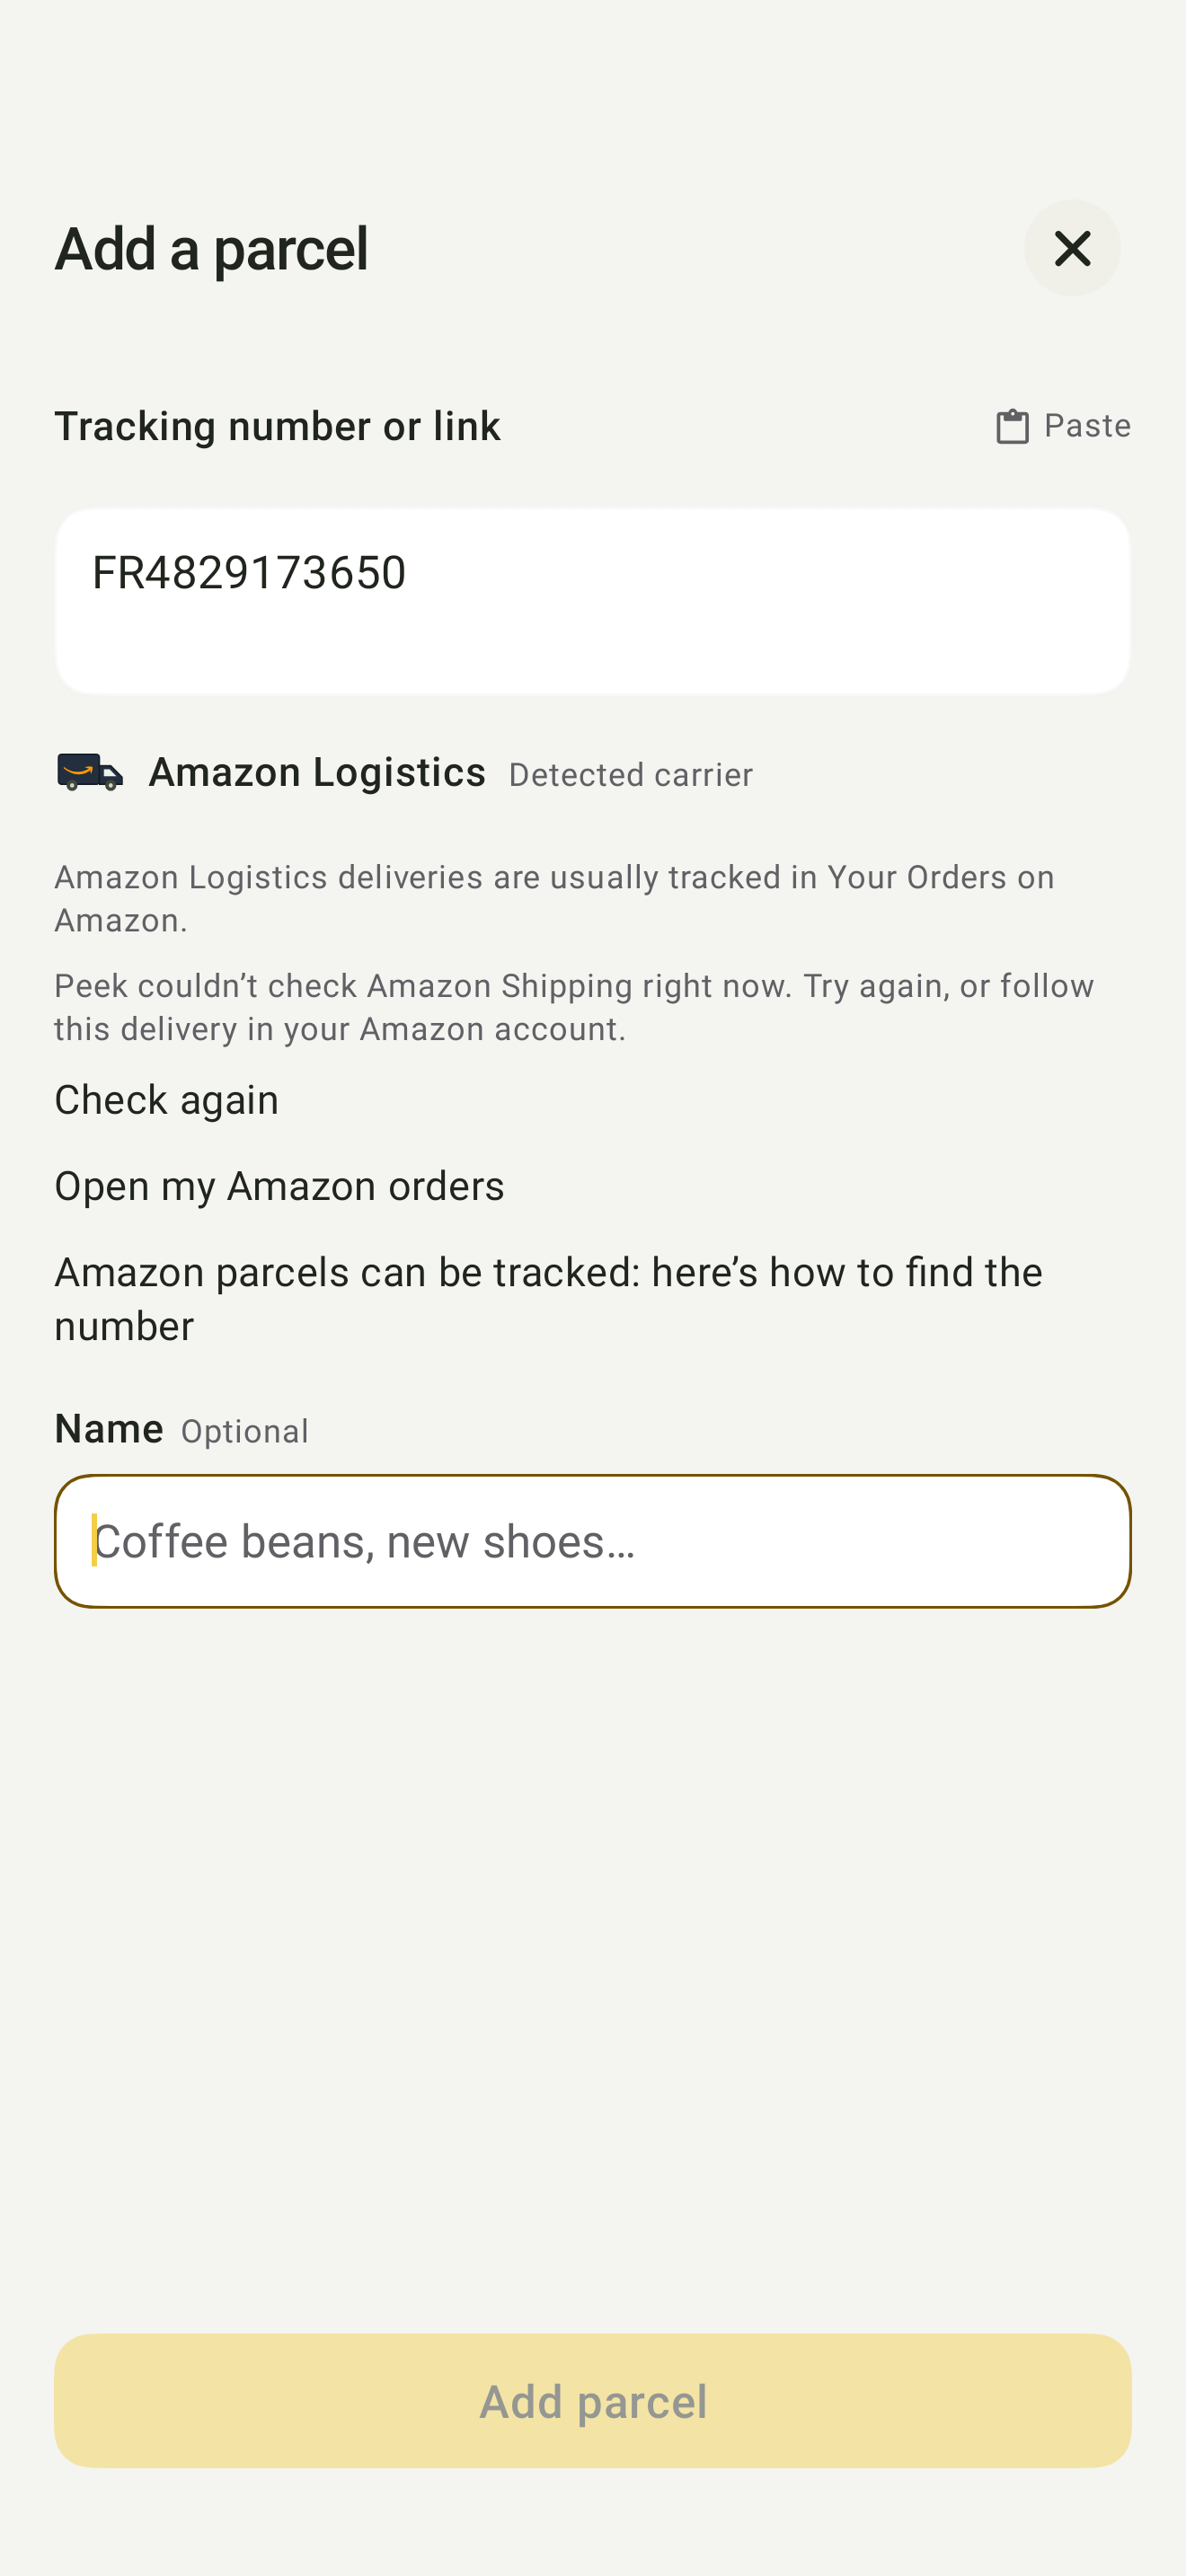 Add a parcel
Tracking number or link
Paste
FR4829173650
Amazon Logistics Detected carrier
Amazon Logistics deliveries are usually tracked in Your Orders on
Amazon.
Peek couldn’t check Amazon Shipping right now. Try again, or follow
this delivery in your Amazon account.
Check again
Open my Amazon orders
Amazon parcels can be tracked: here’s how to find the
number
Name Optional
Coffee beans, new shoes…
Add parcel